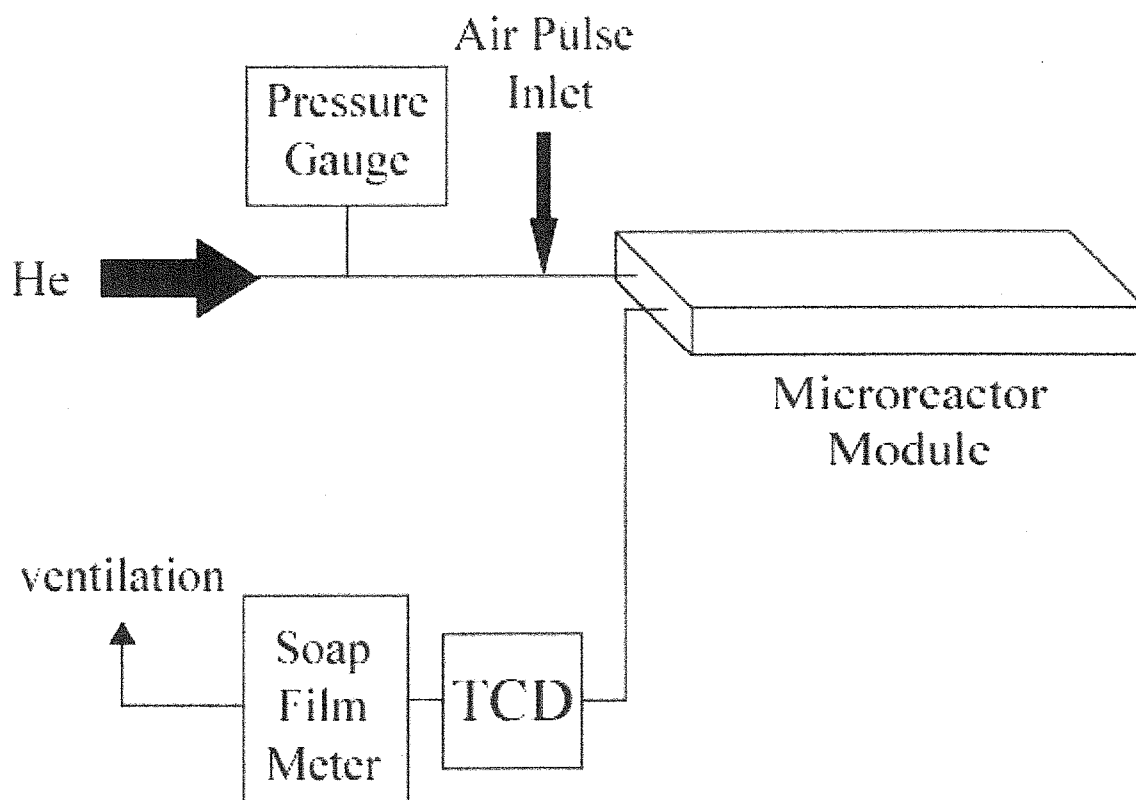 Air Pulse
Inlet
Pressure
Gauge
He
Microreactor
Module
ventilation
Soap
Film
Meter
TCD